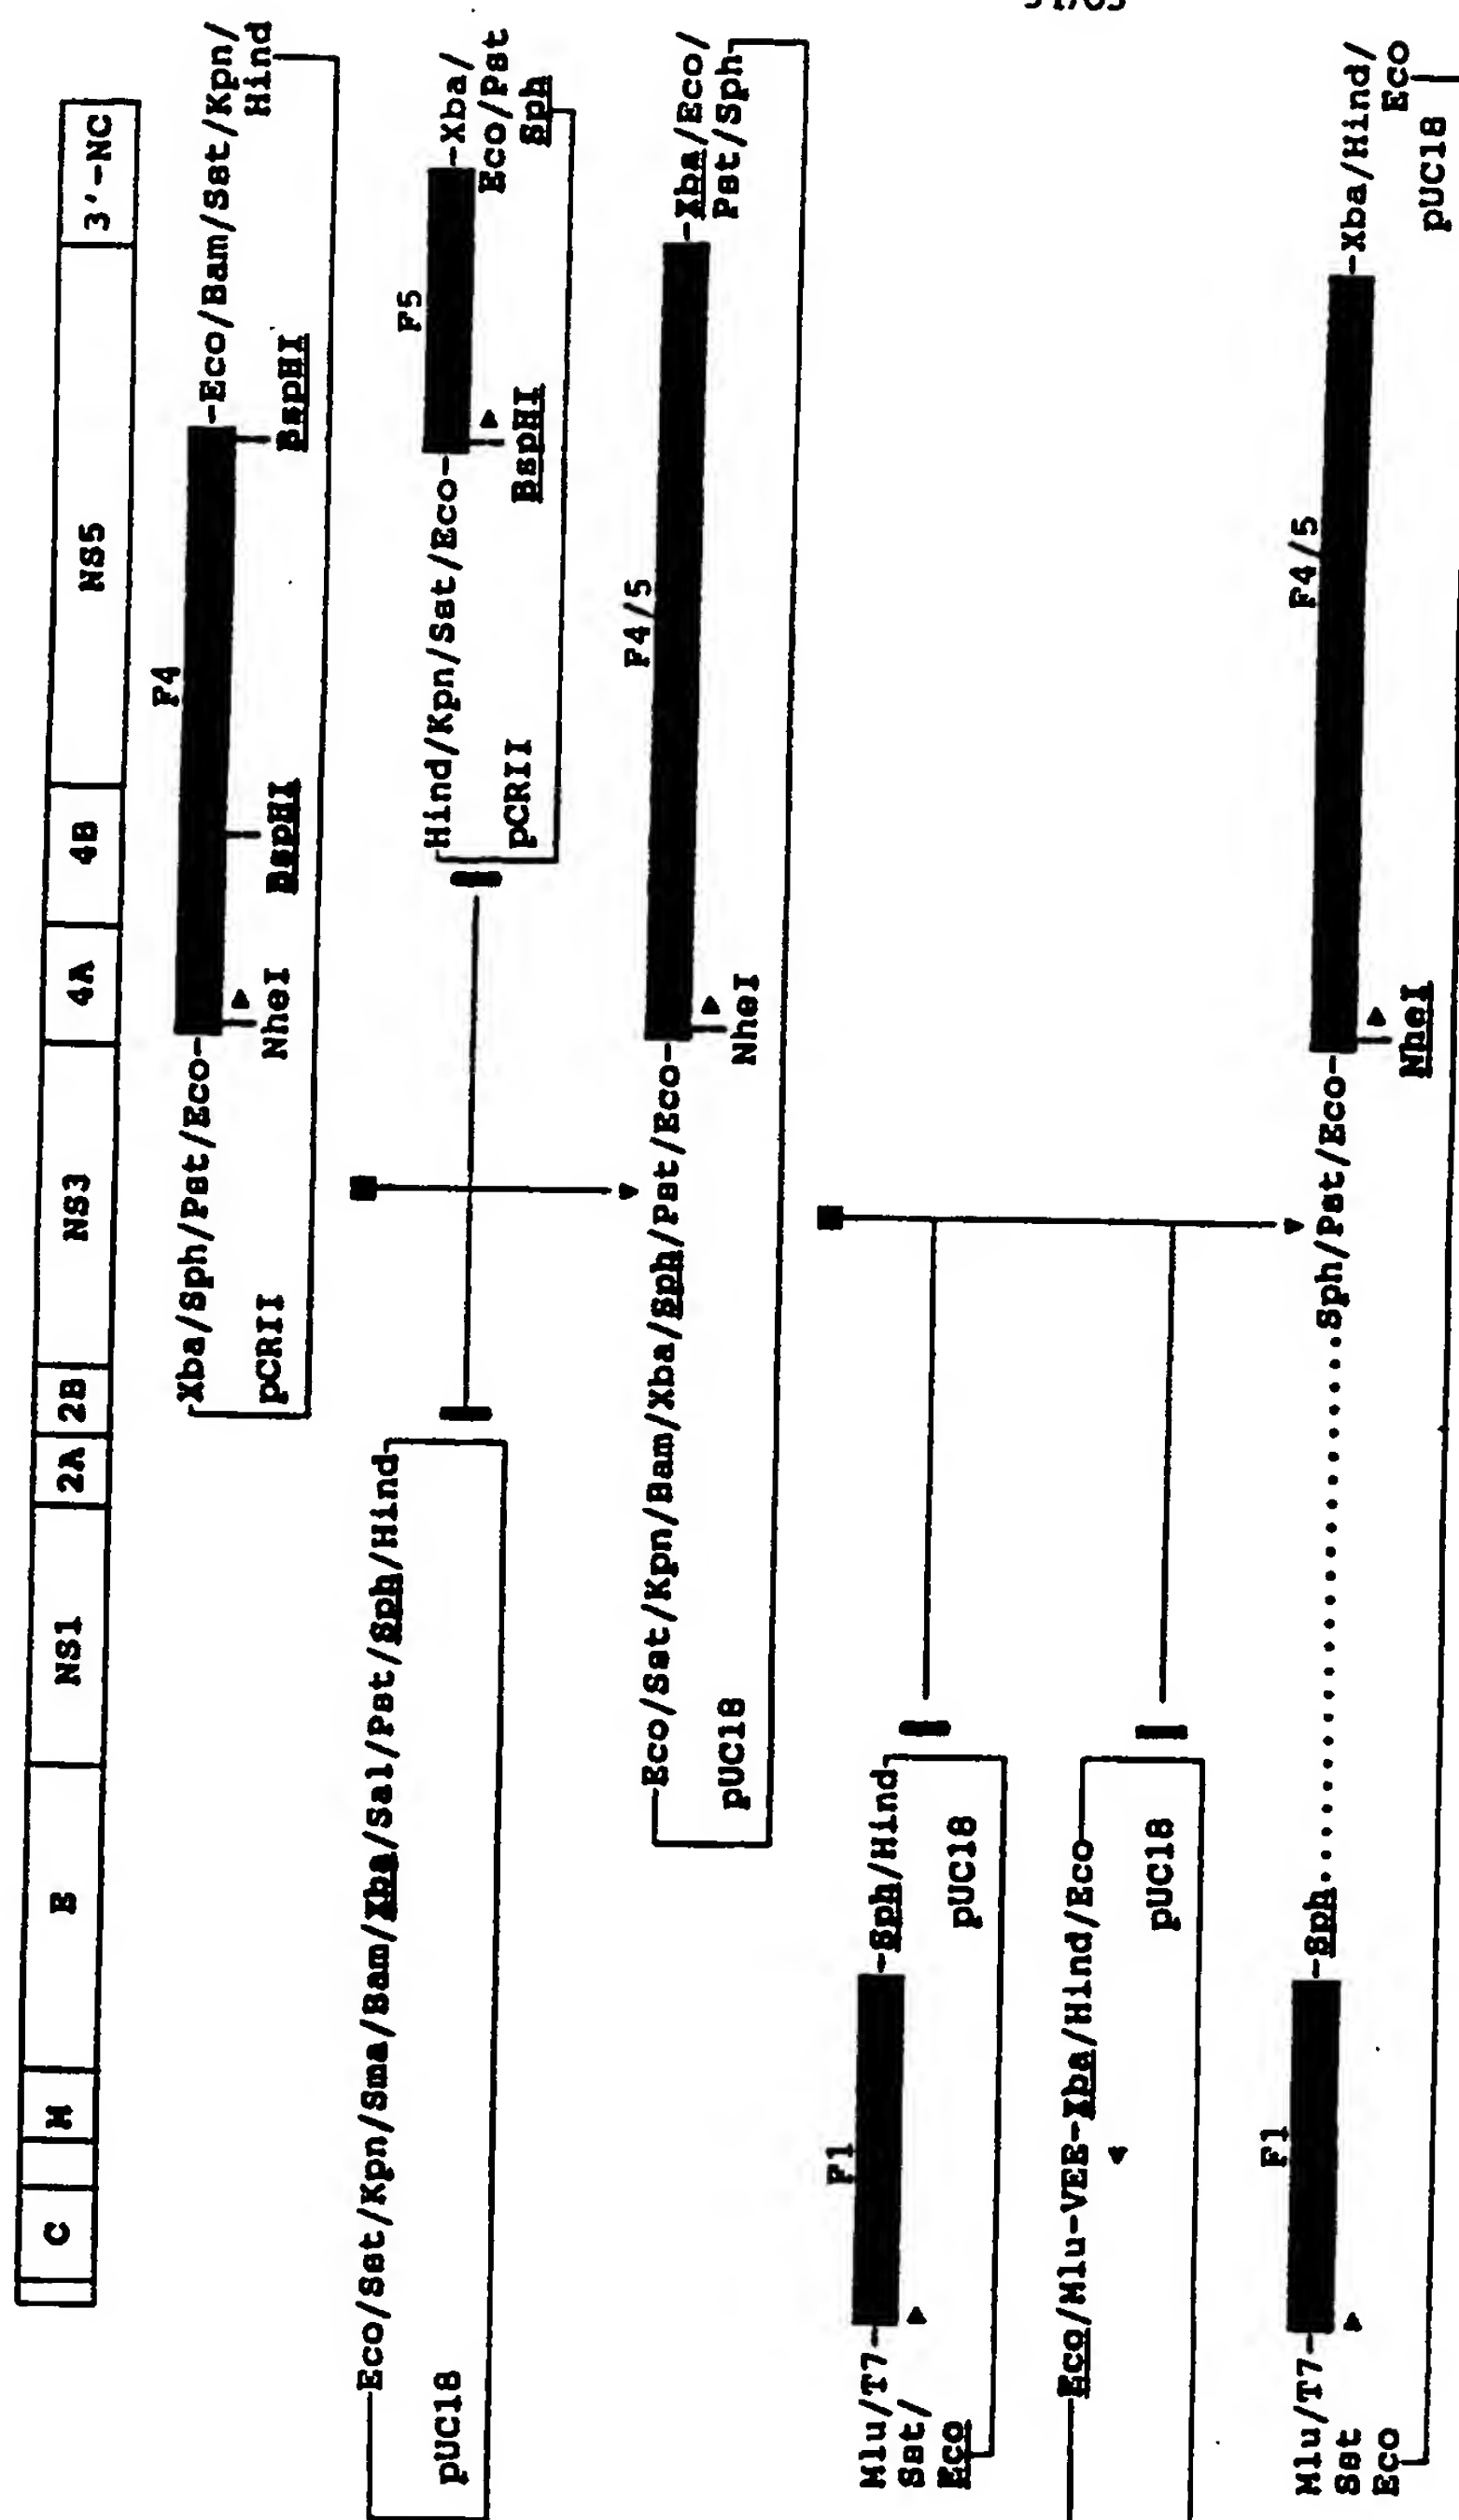 C M E NS1 2A 2B NS3 4A 4B NS5 3'-NC
F4
Xba/Sph/Pst/Eco-
-Eco/Bam/Sst/Kpn/
Hind
NheI
BspHI
BspHI
pCRII
Eco/Sst/Kpn/Sma/Bam/Xba/Sal/Pst/Sph/Hind
pUC18
F5
Hind/Kpn/Sst/Eco-
-Xba/
Eco/Pst
Sph
BspHI
pCRII
F4/5
Eco/Sst/Kpn/Bam/Xba/Sph/Pst/Eco-
-Xba/Eco/
Pst/Sph
NheI
pUC18
F1
Mlu/T7-
Sst/
Eco
-Sph/Hind
pUC18
Eco/Mlu-VEE-Xba/Hind/Eco
pUC18
F1
F4/5
Mlu/T7-
Sst
Eco
-Sph
Sph/Pst/Eco-
-Xba/Hind/
Eco
NheI
pUC18